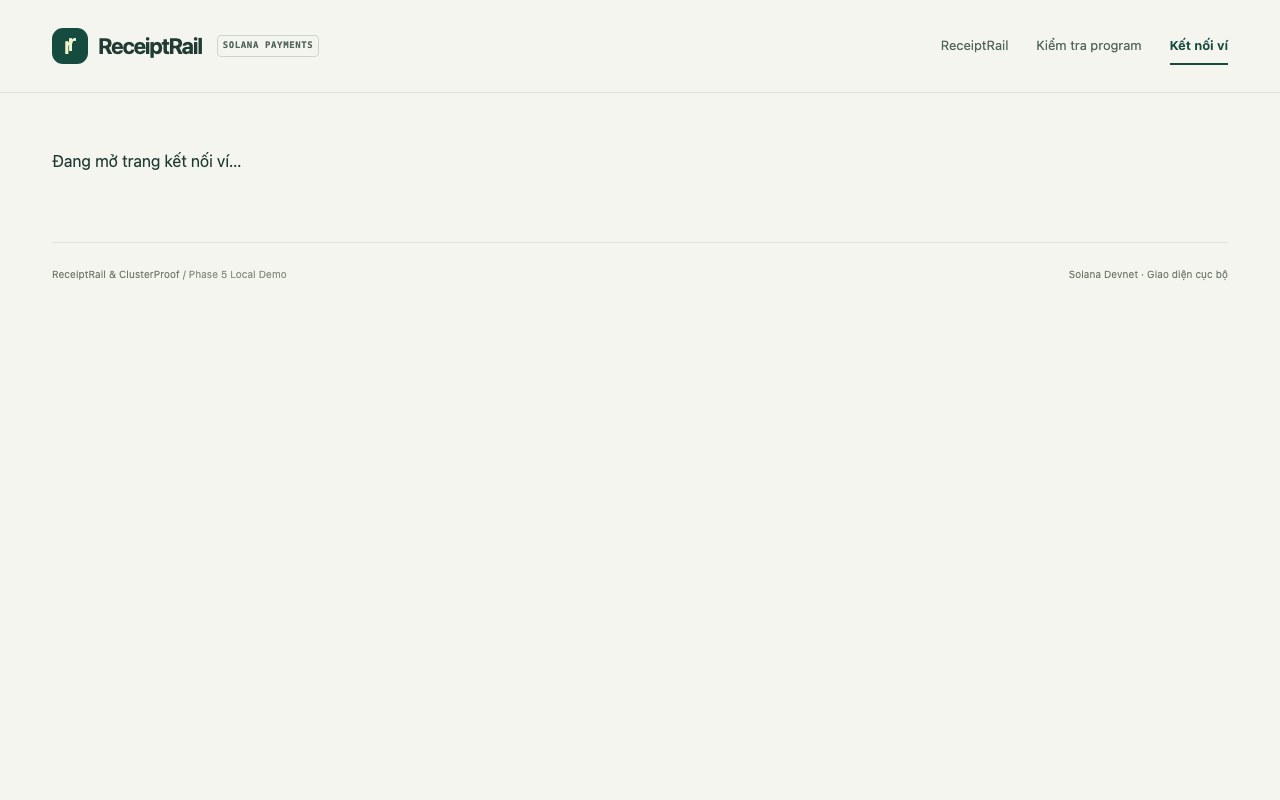 ReceiptRail
SOLANA PAYMENTS
ReceiptRail
Kiểm tra program
Kết nối ví
Đang mở trang kết nối ví...
ReceiptRail & ClusterProof / Phase 5 Local Demo
Solana Devnet · Giao diện cục bộ